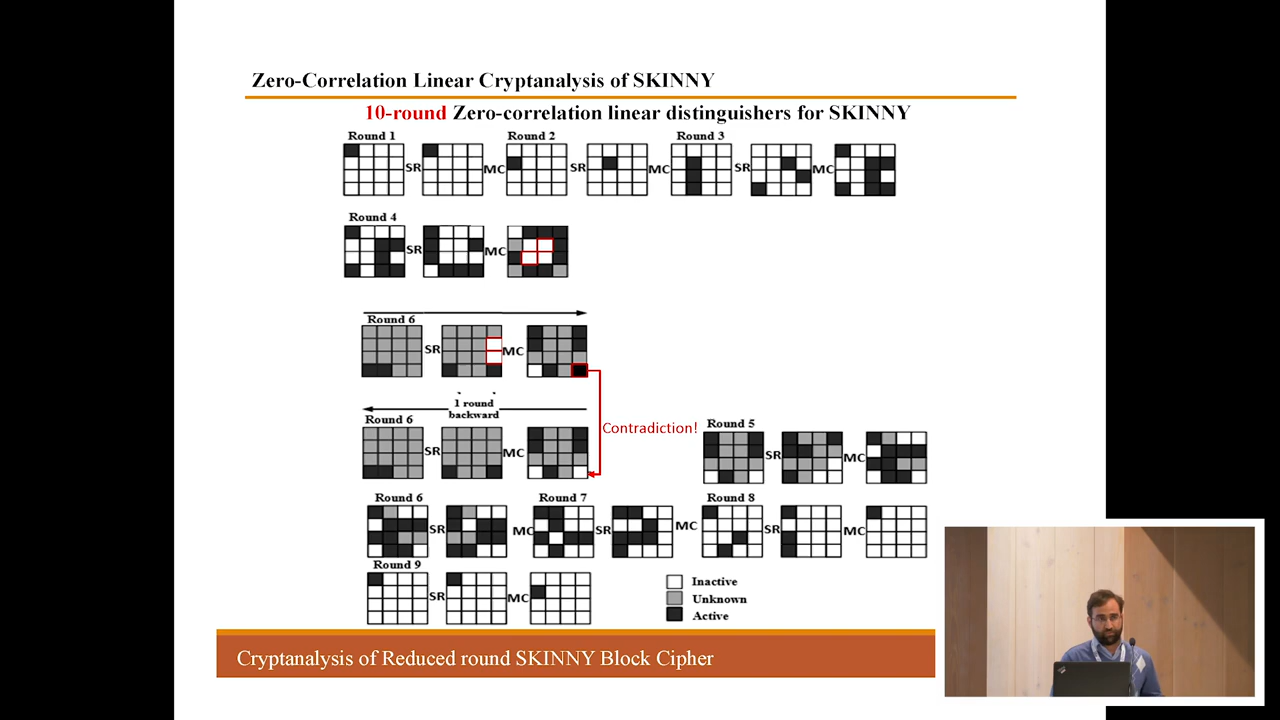 Zero-Correlation Linear Cryptanalysis of SKINNY
10-round Zero-correlation linear distinguishers for SKINNY
Round 1 Round 2 Round 3
SR MC SR MC SR MC
Round 4
SR MC
Round 6
SR MC
1 round
backward
Round 6
Contradiction!
SR MC
Round 5
SR MC
Round 6 Round 7 Round 8
SR MC SR MC SR MC
Round 9
SR MC
Inactive
Unknown
Active
Cryptanalysis of Reduced round SKINNY Block Cipher